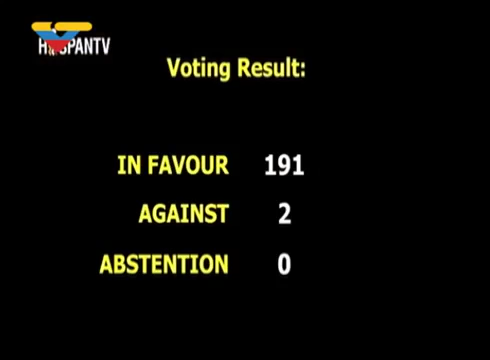 HISPANTV
Voting Result:
IN FAVOUR 191
AGAINST 2
ABSTENTION 0